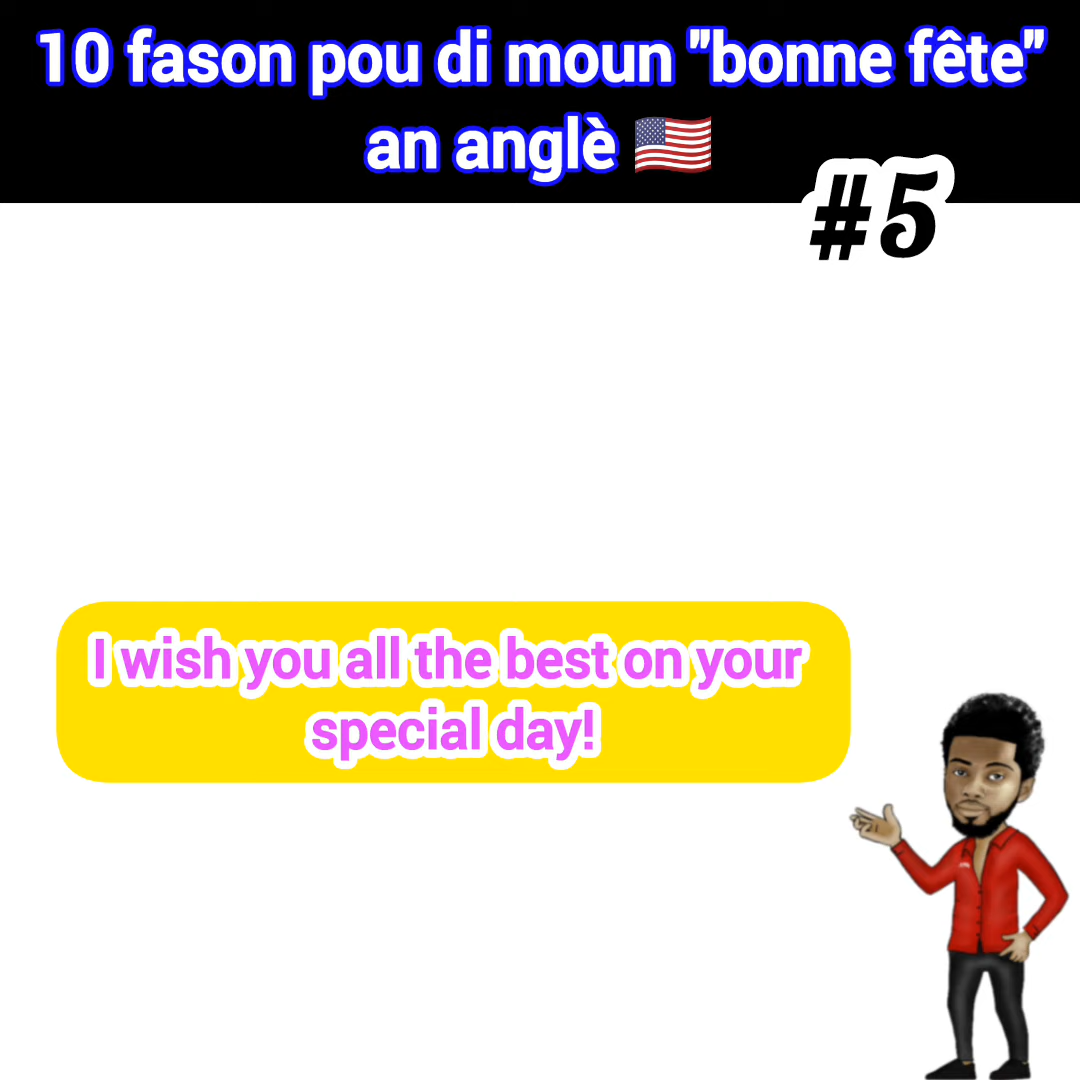 10 fason pou di moun "bonne fête"
an anglè 🇺🇸
#5
I wish you all the best on your
special day!